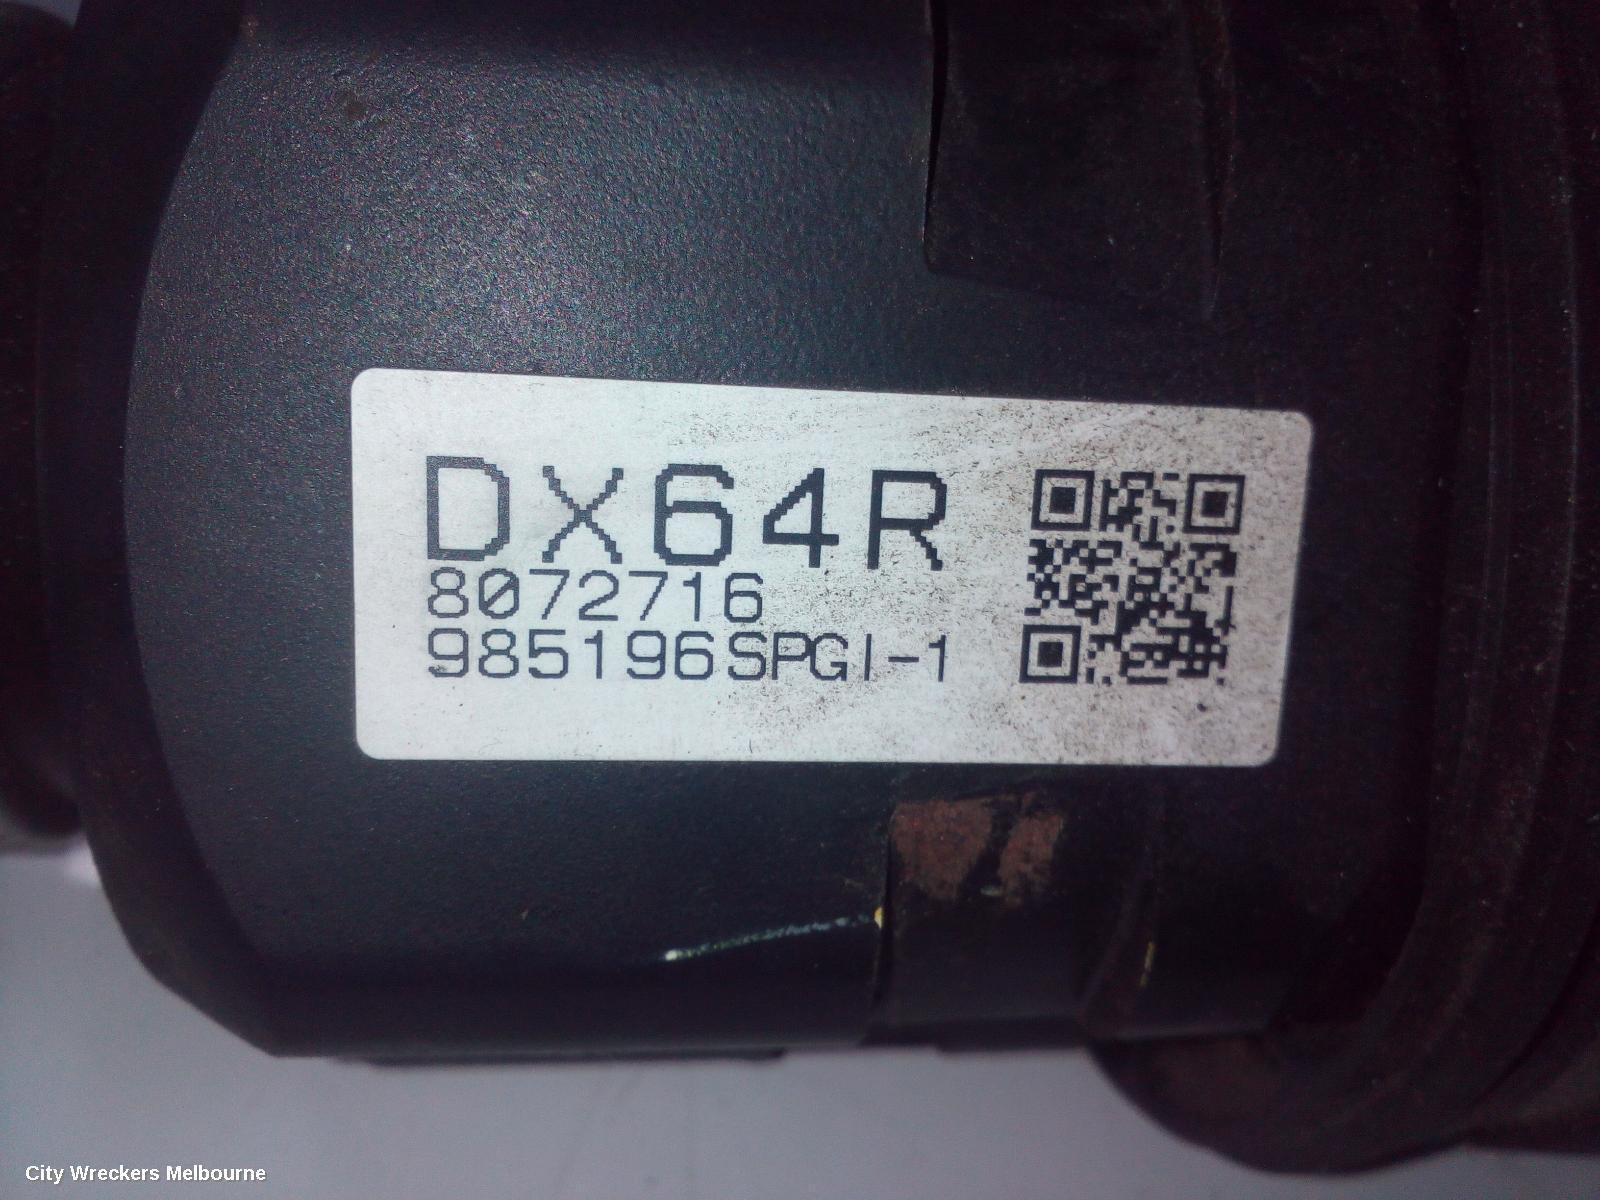 DX64R
8072716
985196SPGI-1
City Wreckers Melbourne